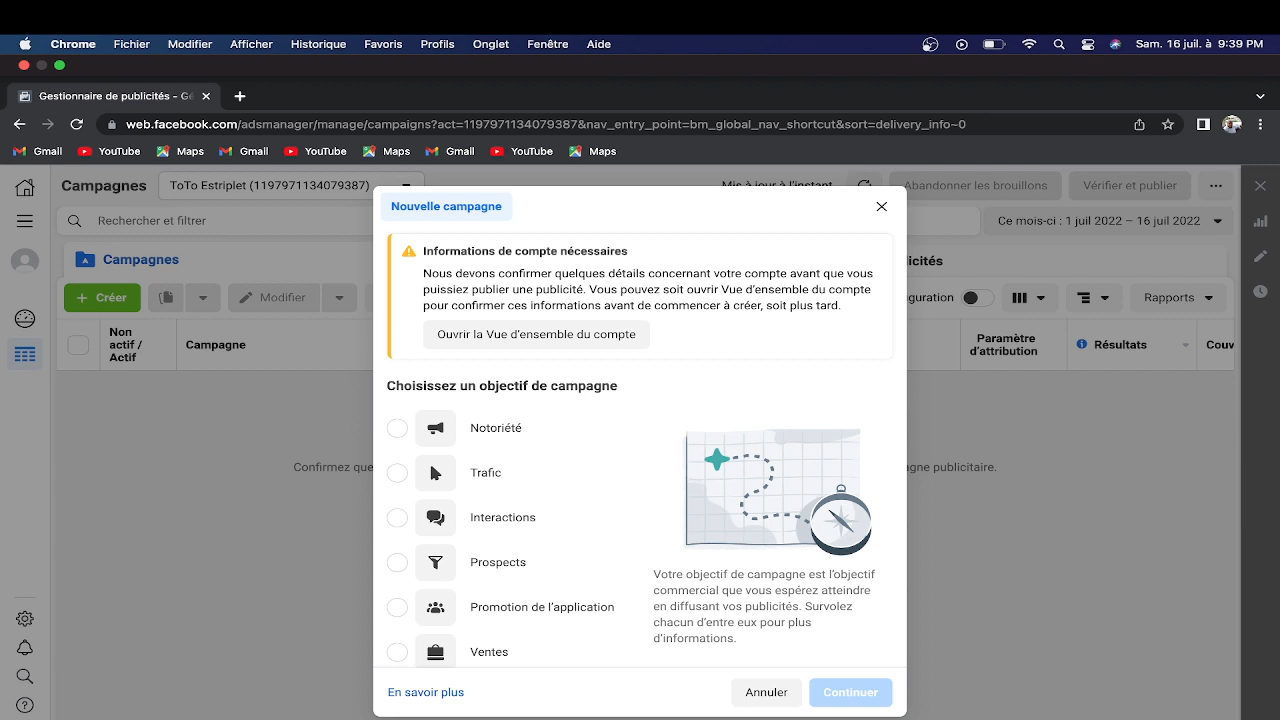 Chrome Fichier Modifier Afficher Historique Favoris Profils Onglet Fenêtre Aide Sam. 16 juil. à 9:39 PM
Gestionnaire de publicités - Gé
web.facebook.com/adsmanager/manage/campaigns?act=1197971134079387&nav_entry_point=bm_global_nav_shortcut&sort=delivery_info~0
Gmail YouTube Maps Gmail YouTube Maps Gmail YouTube Maps
Campagnes ToTo Estriplet (1197971134079387) Mis à jour à l'instant Abandonner les brouillons Vérifier et publier
Rechercher et filtrer Ce mois-ci : 1 juil 2022 – 16 juil 2022
Campagnes
Créer Modifier Rapports
Non actif / Actif
Campagne
Paramètre d'attribution
Résultats
Couv
Confirmez que
Nouvelle campagne
Informations de compte nécessaires
Nous devons confirmer quelques détails concernant votre compte avant que vous
puissiez publier une publicité. Vous pouvez soit ouvrir Vue d'ensemble du compte
pour confirmer ces informations avant de commencer à créer, soit plus tard.
Ouvrir la Vue d'ensemble du compte
Choisissez un objectif de campagne
Notoriété
Trafic
Interactions
Prospects
Promotion de l'application
Ventes
Votre objectif de campagne est l'objectif
commercial que vous espérez atteindre
en diffusant vos publicités. Survolez
chacun d'entre eux pour plus
d'informations.
En savoir plus
Annuler
Continuer